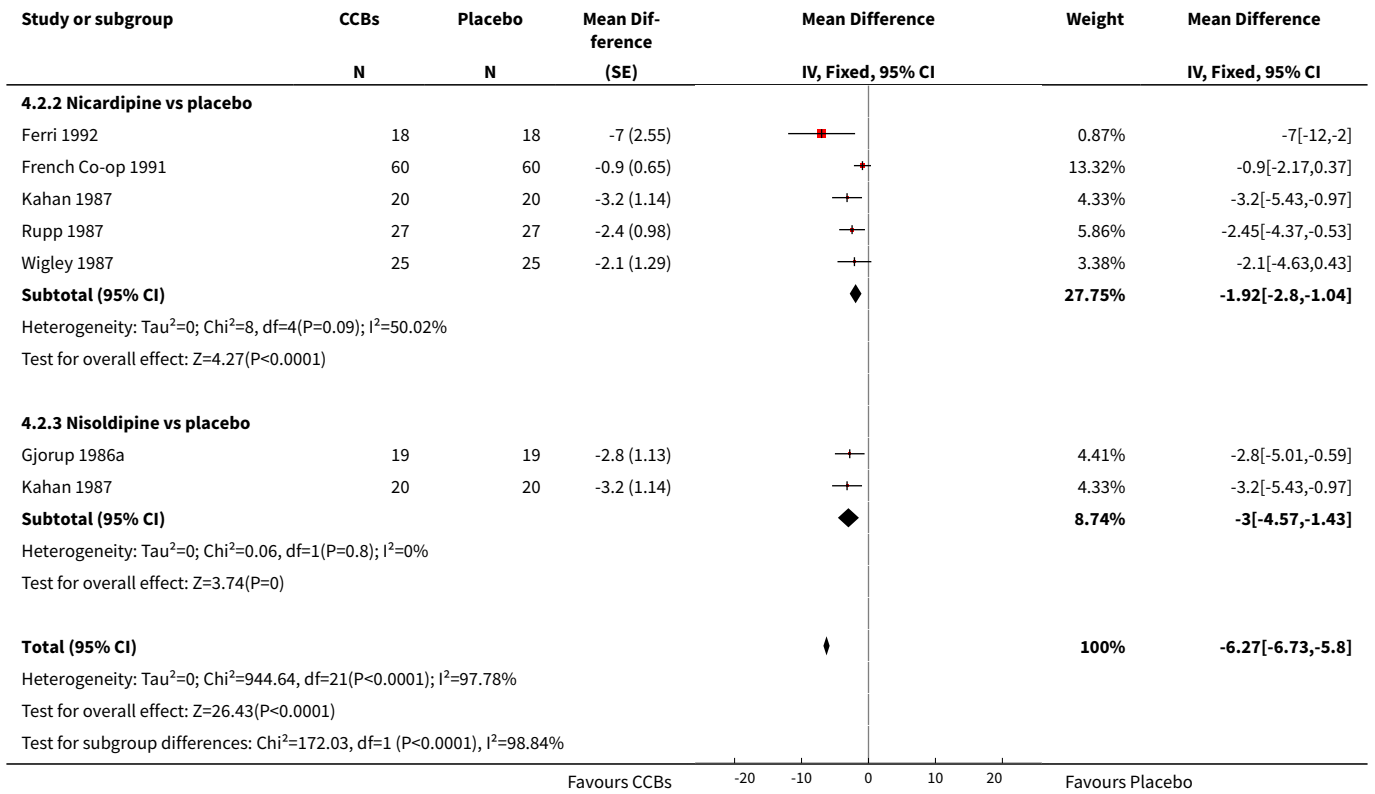 Study or subgroup CCBs Placebo Mean Dif- Mean Difference Weight Mean Difference
ference
N N (SE) IV, Fixed, 95% CI IV, Fixed, 95% CI
4.2.2 Nicardipine vs placebo
Ferri 1992 18 18 -7 (2.55) 0.87% -7[-12,-2]
French Co-op 1991 60 60 -0.9 (0.65) 13.32% -0.9[-2.17,0.37]
Kahan 1987 20 20 -3.2 (1.14) 4.33% -3.2[-5.43,-0.97]
Rupp 1987 27 27 -2.4 (0.98) 5.86% -2.45[-4.37,-0.53]
Wigley 1987 25 25 -2.1 (1.29) 3.38% -2.1[-4.63,0.43]
Subtotal (95% CI) 27.75% -1.92[-2.8,-1.04]
Heterogeneity: Tau²=0; Chi²=8, df=4(P=0.09); I²=50.02%
Test for overall effect: Z=4.27(P<0.0001)
4.2.3 Nisoldipine vs placebo
Gjorup 1986a 19 19 -2.8 (1.13) 4.41% -2.8[-5.01,-0.59]
Kahan 1987 20 20 -3.2 (1.14) 4.33% -3.2[-5.43,-0.97]
Subtotal (95% CI) 8.74% -3[-4.57,-1.43]
Heterogeneity: Tau²=0; Chi²=0.06, df=1(P=0.8); I²=0%
Test for overall effect: Z=3.74(P=0)
Total (95% CI) 100% -6.27[-6.73,-5.8]
Heterogeneity: Tau²=0; Chi²=944.64, df=21(P<0.0001); I²=97.78%
Test for overall effect: Z=26.43(P<0.0001)
Test for subgroup differences: Chi²=172.03, df=1 (P<0.0001), I²=98.84%
Favours CCBs -20 -10 0 10 20 Favours Placebo